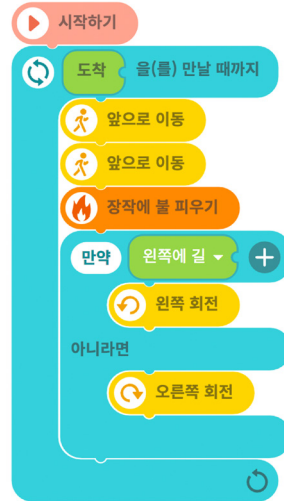 시작하기
도착 을(를) 만날 때까지
앞으로 이동
앞으로 이동
장작에 불 피우기
만약 왼쪽에 길
왼쪽 회전
아니라면
오른쪽 회전